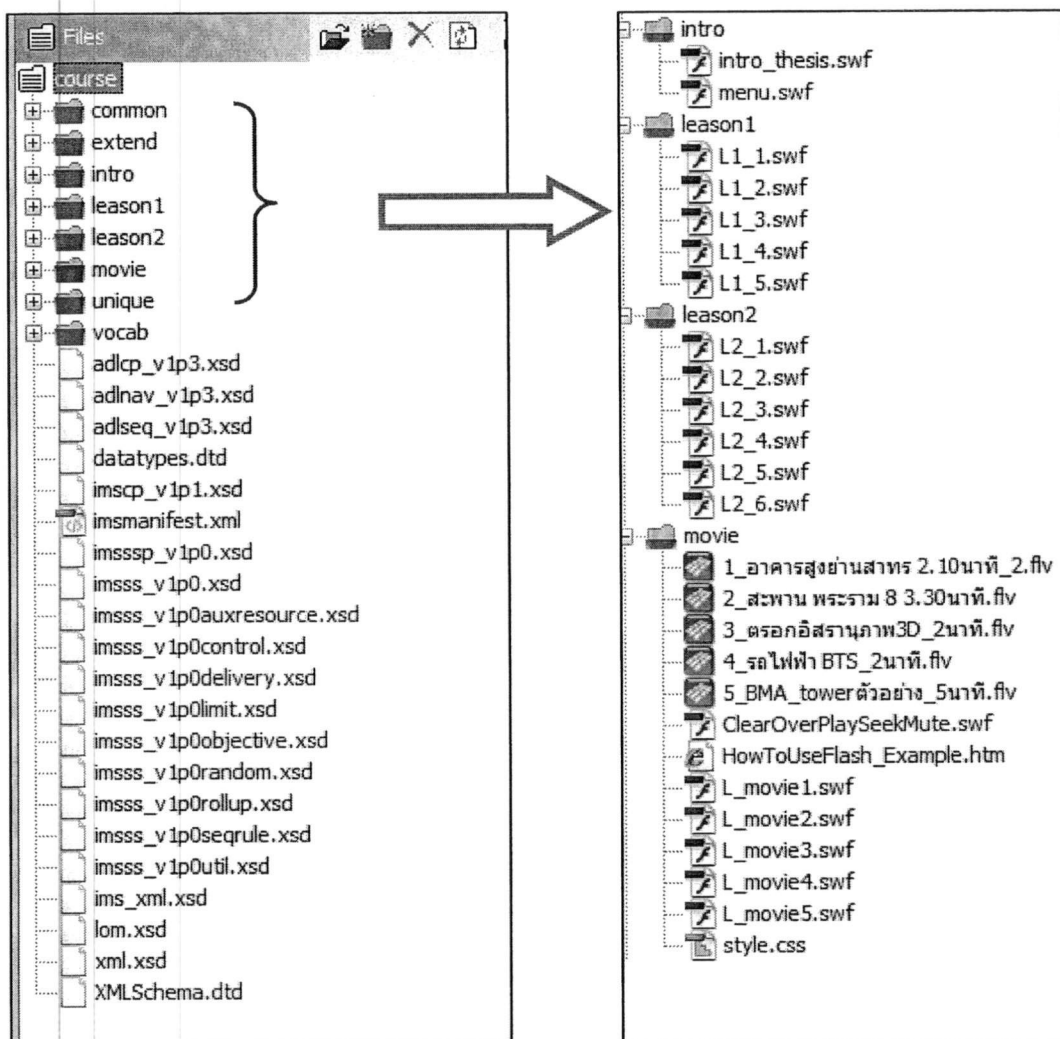 Files
course
common
extend
intro
leason1
leason2
movie
unique
vocab
adlcp_v1p3.xsd
adlnav_v1p3.xsd
adlseq_v1p3.xsd
datatypes.dtd
imscp_v1p1.xsd
imsmanifest.xml
imsssp_v1p0.xsd
imsss_v1p0.xsd
imsss_v1p0auxresource.xsd
imsss_v1p0control.xsd
imsss_v1p0delivery.xsd
imsss_v1p0limit.xsd
imsss_v1p0objective.xsd
imsss_v1p0random.xsd
imsss_v1p0rollup.xsd
imsss_v1p0seqrule.xsd
imsss_v1p0util.xsd
ims_xml.xsd
lom.xsd
xml.xsd
XMLSchema.dtd
intro
intro_thesis.swf
menu.swf
leason1
L1_1.swf
L1_2.swf
L1_3.swf
L1_4.swf
L1_5.swf
leason2
L2_1.swf
L2_2.swf
L2_3.swf
L2_4.swf
L2_5.swf
L2_6.swf
movie
1_อาคารสูงย่านสาทร 2.10นาที_2.flv
2_สะพาน พระราม 8 3.30นาที.flv
3_ตรอกอิสรานุภาพ3D_2นาที.flv
4_รถไฟฟ้า BTS_2นาที.flv
5_BMA_towerตัวอย่าง_5นาที.flv
ClearOverPlaySeekMute.swf
HowToUseFlash_Example.htm
L_movie1.swf
L_movie2.swf
L_movie3.swf
L_movie4.swf
L_movie5.swf
style.css